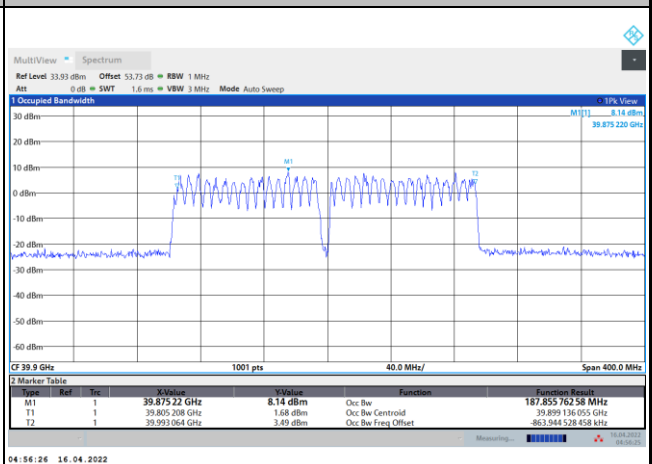 MultiView Spectrum
Ref Level 33.93 dBm Offset 53.73 dB RBW 1 MHz
Att 0 dB SWT 1.6 ms VBW 3 MHz Mode Auto Sweep
1 Occupied Bandwidth 1Pk View
M1[1] 8.14 dBm
39.875 220 GHz
30 dBm
20 dBm
10 dBm
0 dBm
-10 dBm
-20 dBm
-30 dBm
-40 dBm
-50 dBm
-60 dBm
M1
T1
T2
CF 39.9 GHz 1001 pts 40.0 MHz/ Span 400.0 MHz
2 Marker Table
Type Ref Trc X-Value Y-Value Function Function Result
M1 1 39.875 22 GHz 8.14 dBm Occ Bw 187.855 762 58 MHz
T1 1 39.805 208 GHz 1.68 dBm Occ Bw Centroid 39.899 136 055 GHz
T2 1 39.993 064 GHz 3.49 dBm Occ Bw Freq Offset -863.944 528 458 kHz
Measuring... 16.04.2022
04:56:25
04:56:26 16.04.2022